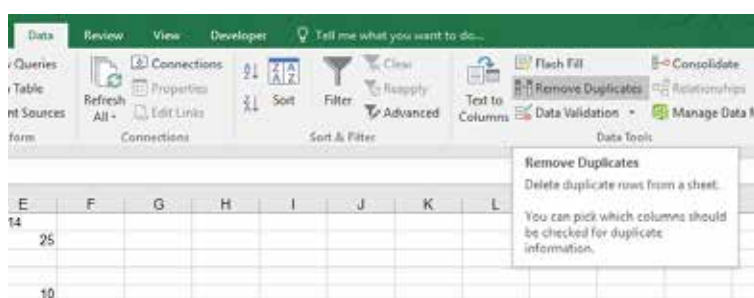 Data Review View Developer Tell me what you want to do...
Queries Connections Clear Flash Fill Consolidate
Table Properties Reapply Remove Duplicates Relationships
nt Sources Refresh All Edit Links Sort Filter Advanced Text to Columns Data Validation Manage Data M
form Connections Sort & Filter Data Tools
Remove Duplicates
Delete duplicate rows from a sheet.
You can pick which columns should
be checked for duplicate
information.
E F G H I J K L
14
25
10